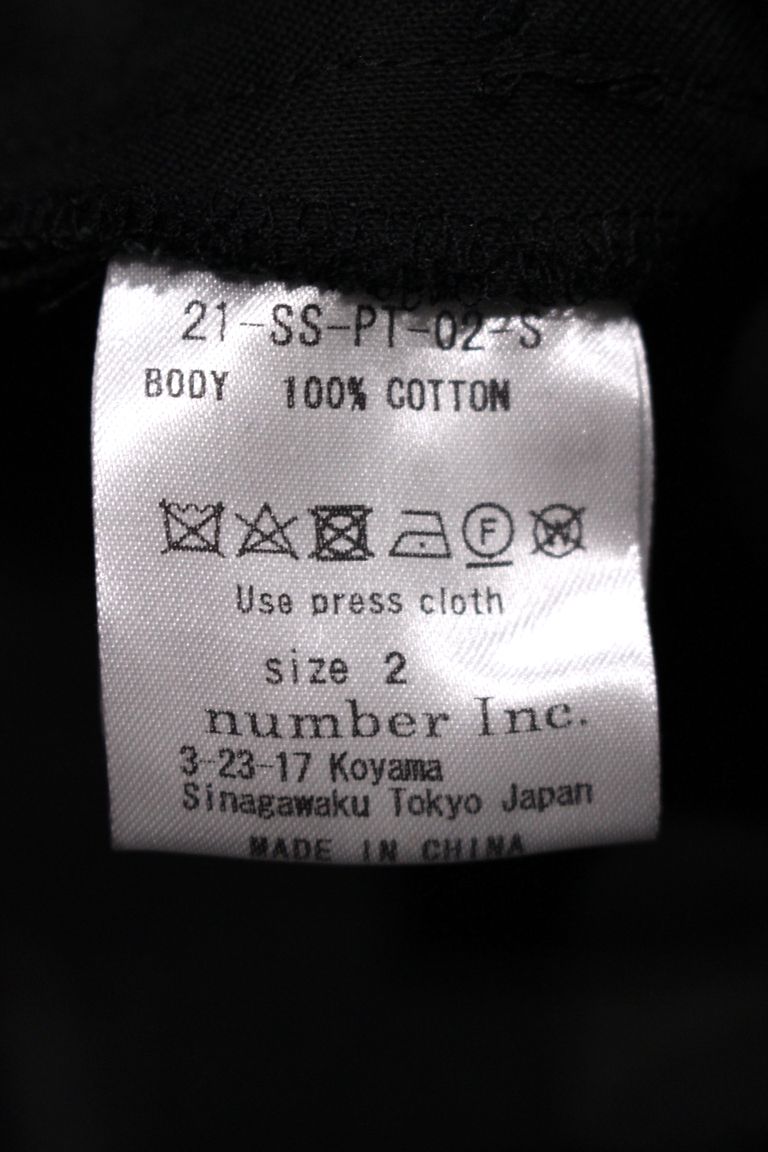 21-SS-PT-02-S
BODY 100% COTTON
F W
Use press cloth
size 2
number Inc.
3-23-17 Koyama
Sinagawaku Tokyo Japan
MADE IN CHINA